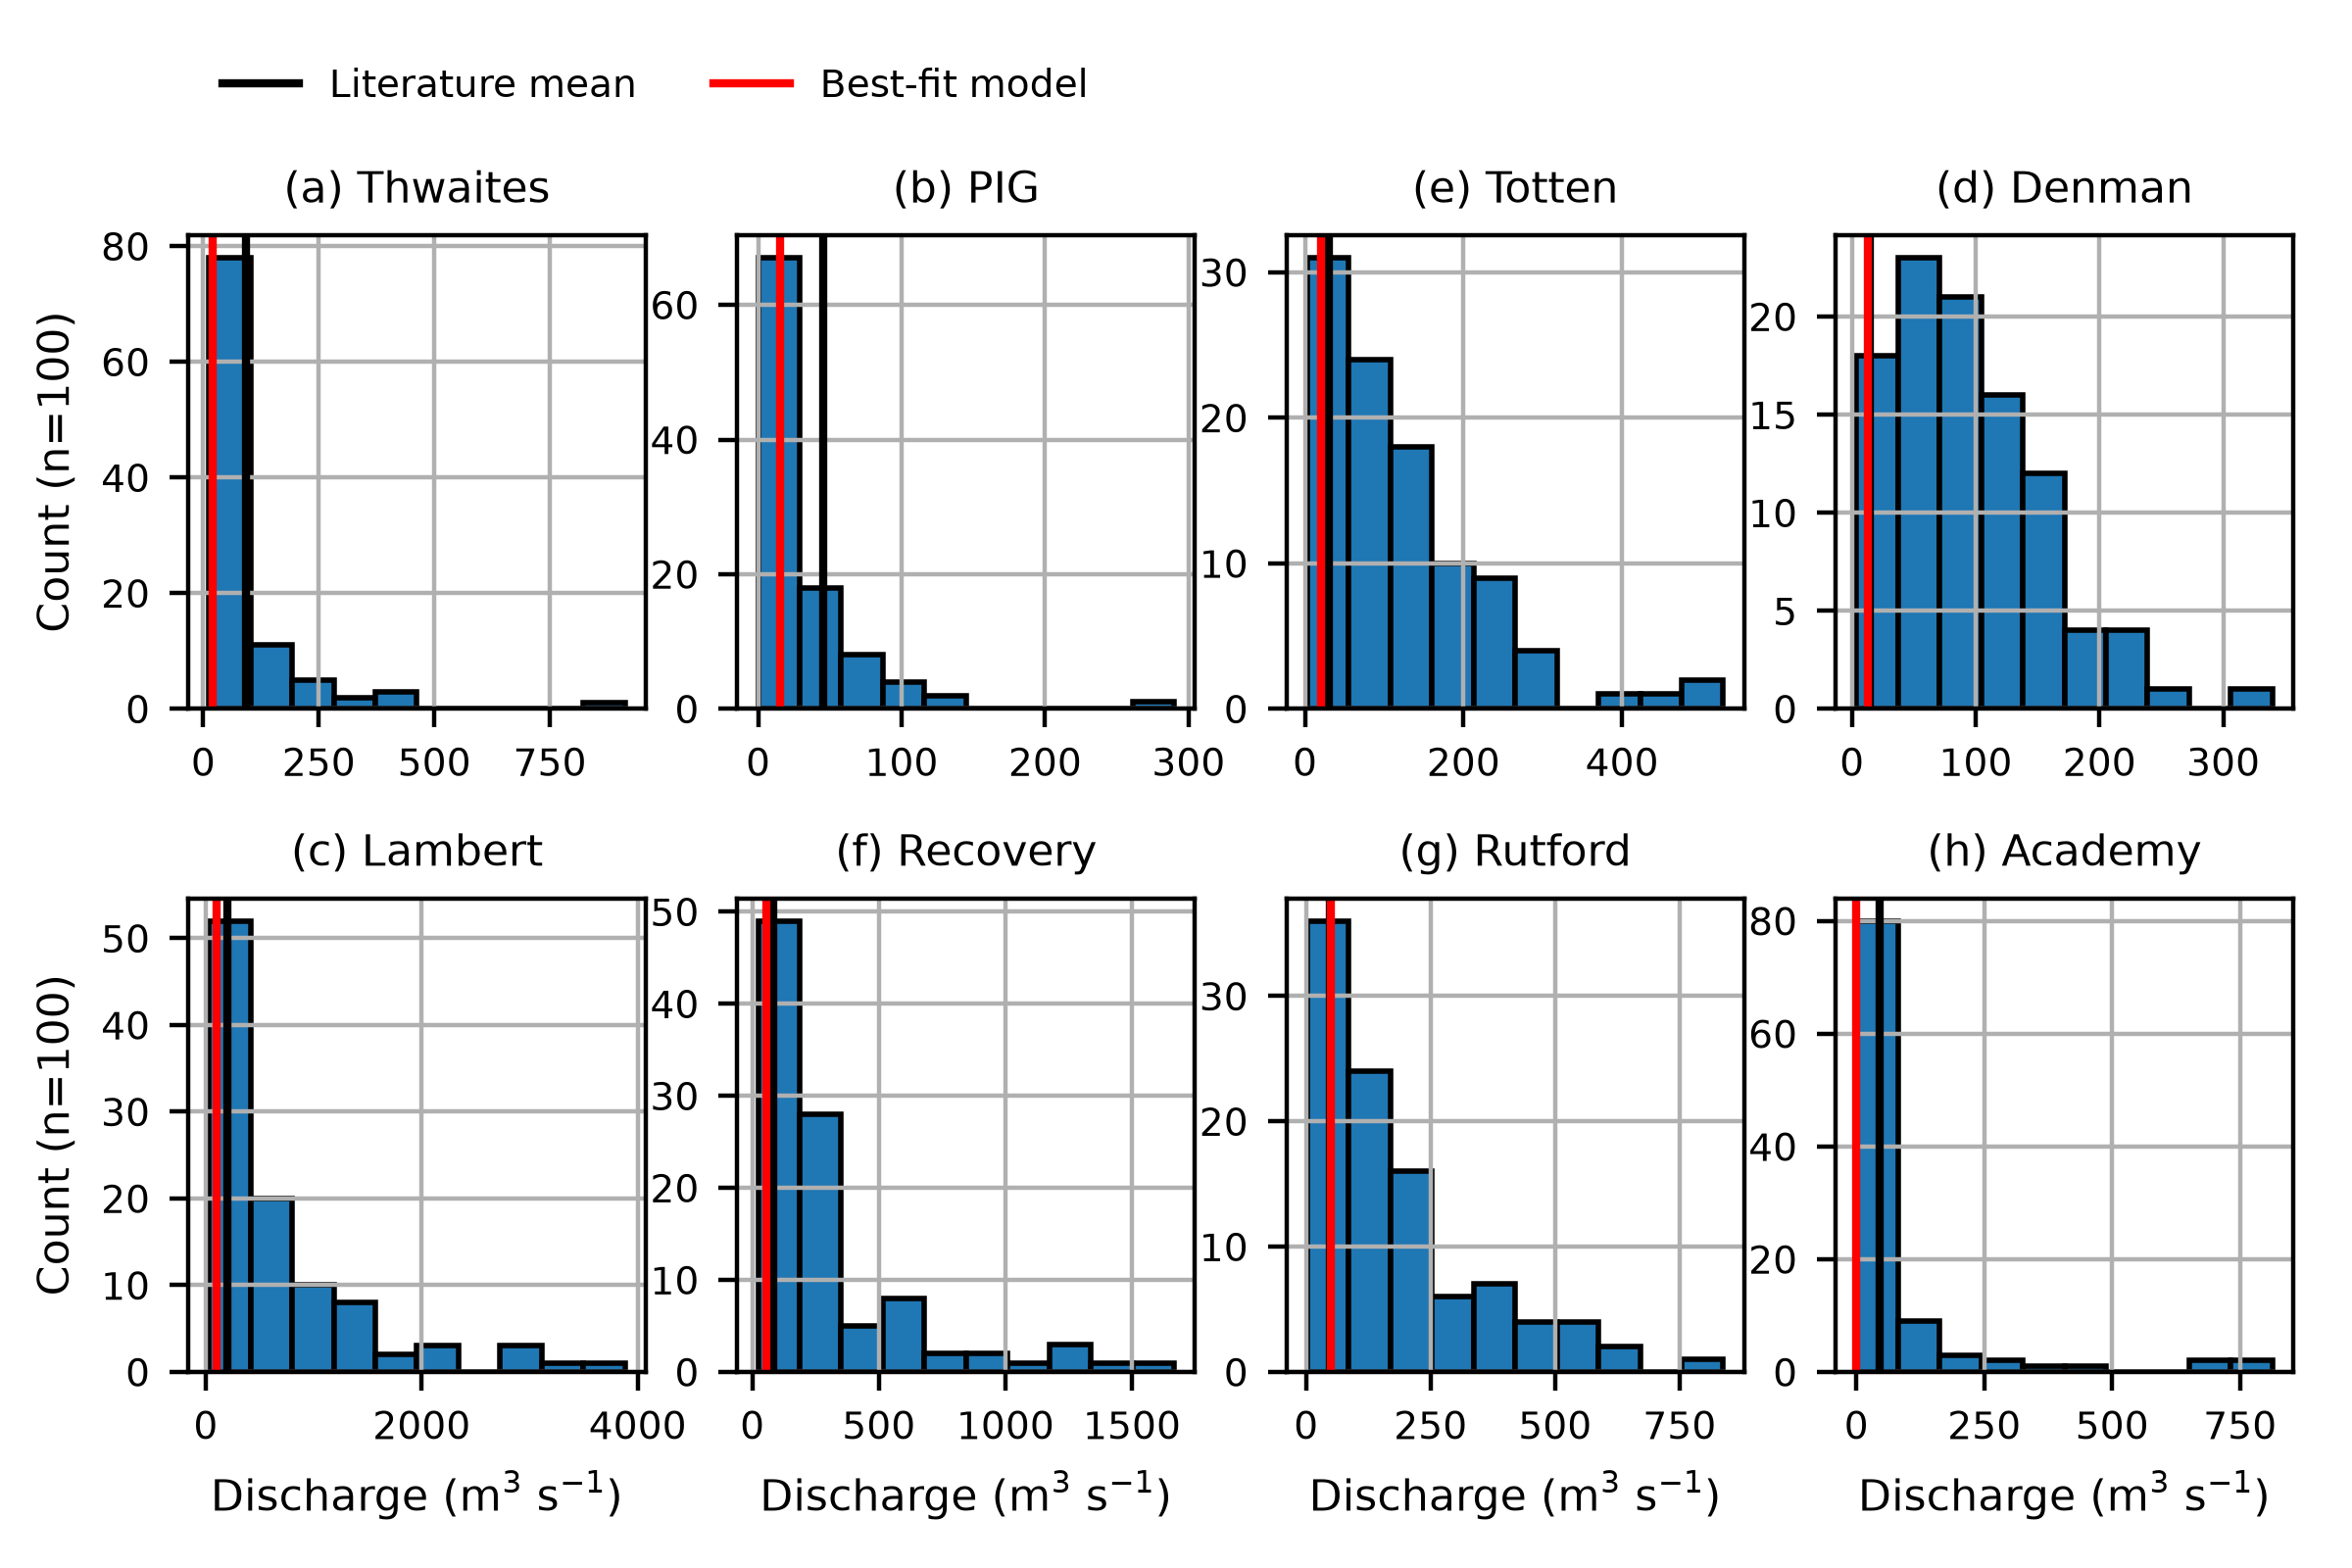 Literature mean Best-fit model
(a) Thwaites (b) PIG (e) Totten (d) Denman
Count (n=100)
80
60
40
20
0
0 250 500 750
60
40
20
0
0 100 200 300
30
20
10
0
0 200 400
20
15
10
5
0
0 100 200 300
(c) Lambert (f) Recovery (g) Rutford (h) Academy
Count (n=100)
50
40
30
20
10
0
0 2000 4000
50
40
30
20
10
0
0 500 1000 1500
30
20
10
0
0 250 500 750
80
60
40
20
0
0 250 500 750
Discharge (m³ s⁻¹) Discharge (m³ s⁻¹) Discharge (m³ s⁻¹) Discharge (m³ s⁻¹)